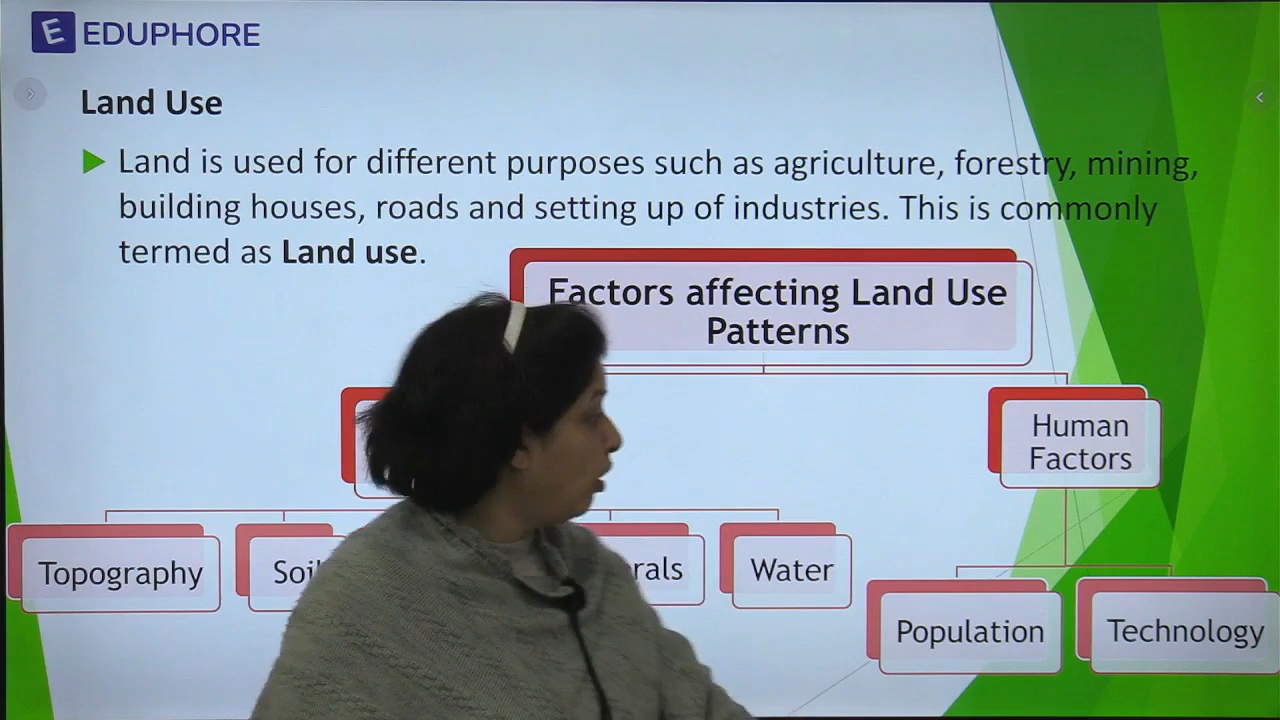 E EDUPHORE
Land Use
Land is used for different purposes such as agriculture, forestry, mining,
building houses, roads and setting up of industries. This is commonly
termed as Land use.
Factors affecting Land Use
Patterns
Human
Factors
Topography
Water
Population
Technology